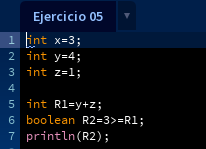 Ejercicio 05
1 int x=3;
2 int y=4;
3 int z=1;
4
5 int R1=y+z;
6 boolean R2=3>=R1;
7 println(R2);